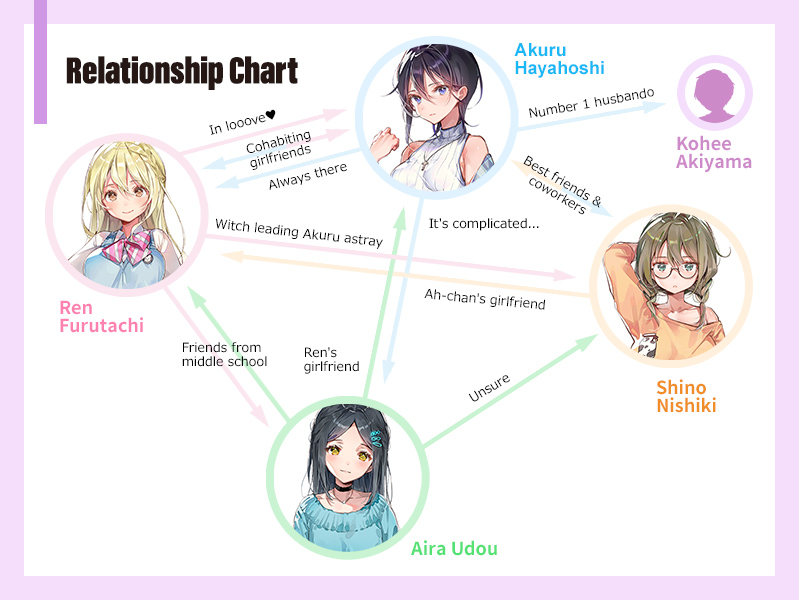 Relationship Chart
Akuru
Hayahoshi
In looove♥
Cohabiting
girlfriends
Always there
Number 1 husbando
Kohee
Akiyama
Best friends &
coworkers
Witch leading Akuru astray
It's complicated...
Ah-chan's girlfriend
Ren
Furutachi
Friends from
middle school
Ren's
girlfriend
Unsure
Shino
Nishiki
Aira Udou